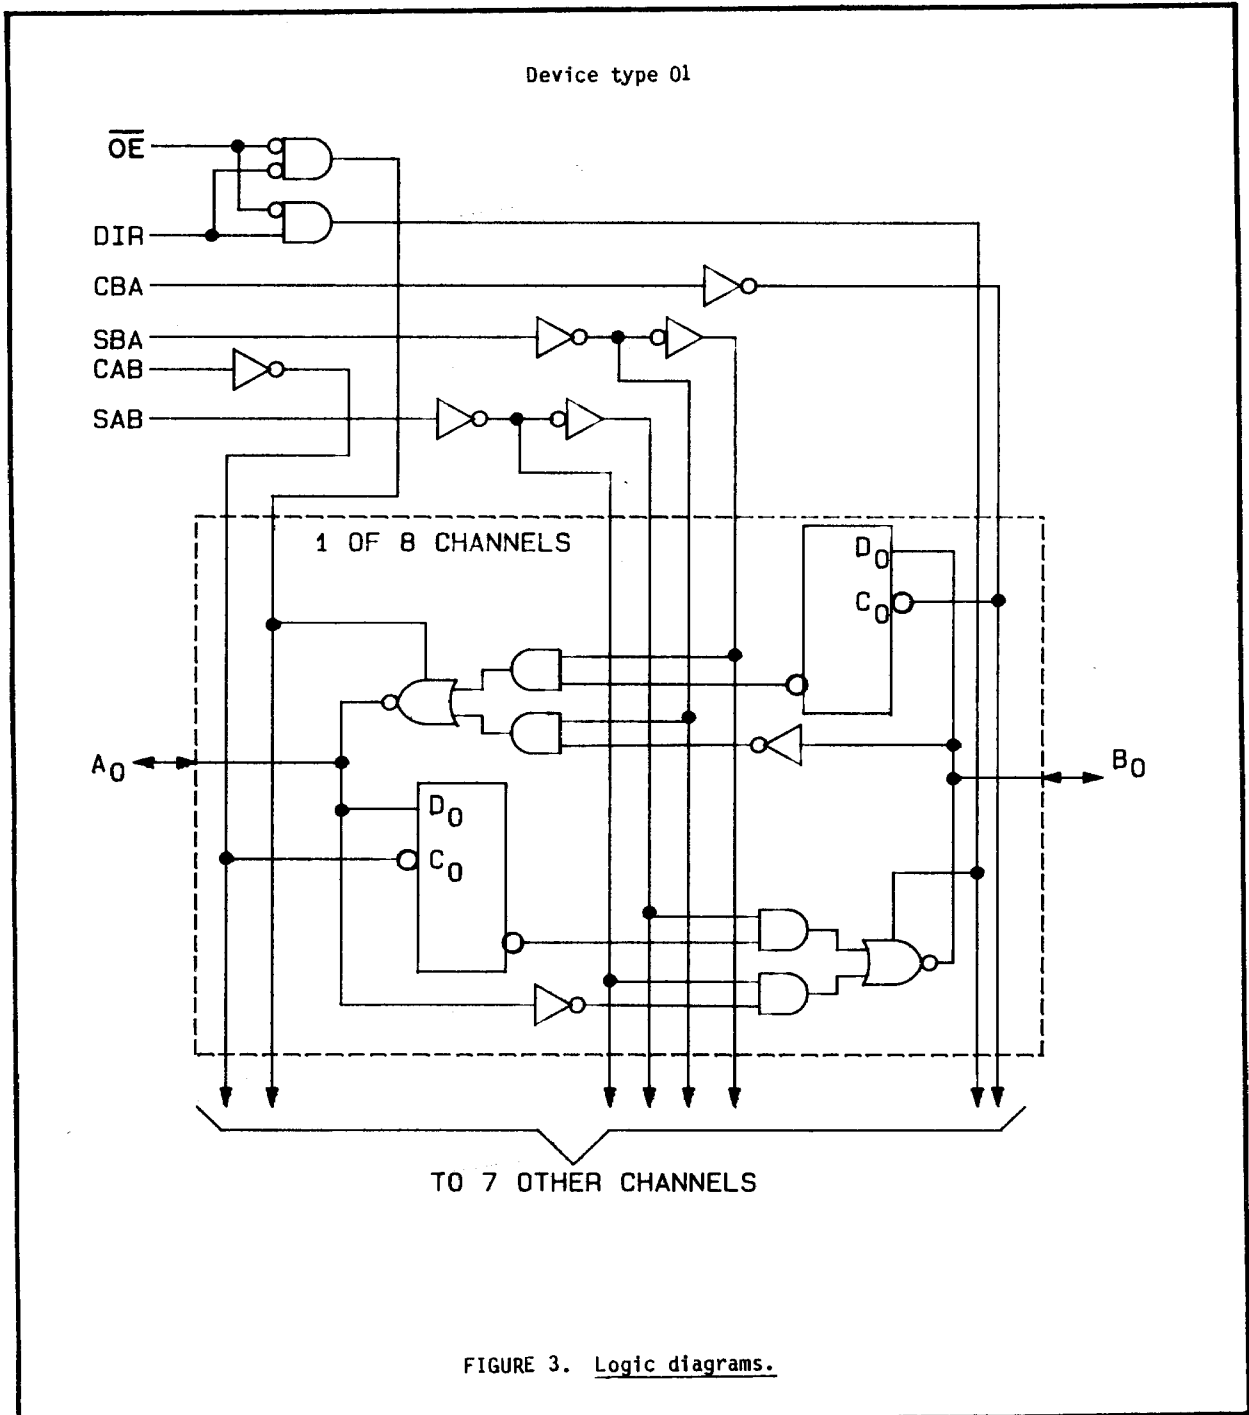 Device type 01
OE
DIR
CBA
SBA
CAB
SAB
1 OF 8 CHANNELS
D0
C0
A0
B0
D0
C0
TO 7 OTHER CHANNELS
FIGURE 3. Logic diagrams.